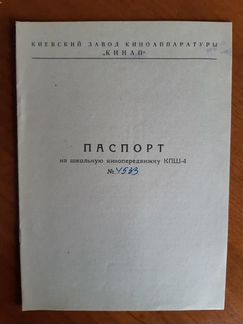 КИЕВСКИЙ ЗАВОД КИНОАППАРАТУРЫ
„КИНАП“
ПАСПОРТ
на школьную кинопередвижку КПШ-4
№ 4533